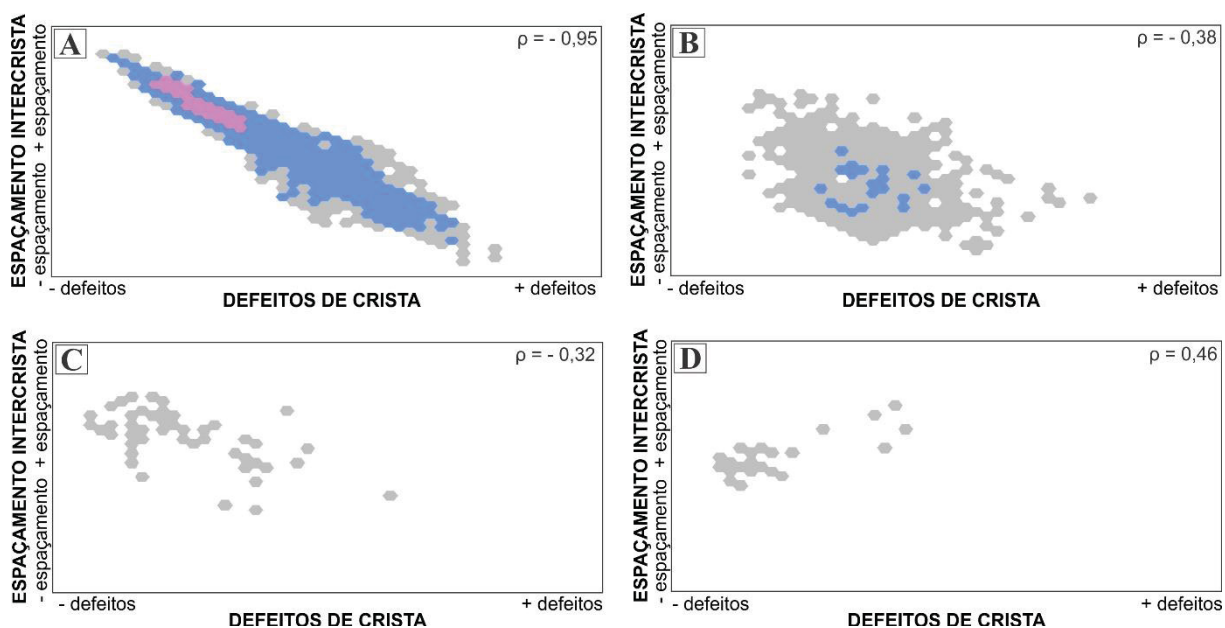 A
ρ = - 0,95
ESPAÇAMENTO INTERCRISTA
- espaçamento + espaçamento
- - defeitos
+ defeitos
DEFEITOS DE CRISTA
B
ρ = - 0,38
ESPAÇAMENTO INTERCRISTA
- espaçamento + espaçamento
- - defeitos
+ defeitos
DEFEITOS DE CRISTA
C
ρ = - 0,32
ESPAÇAMENTO INTERCRISTA
- espaçamento + espaçamento
- defeitos
+ defeitos
DEFEITOS DE CRISTA
D
ρ = 0,46
ESPAÇAMENTO INTERCRISTA
- espaçamento + espaçamento
- defeitos
+ defeitos
DEFEITOS DE CRISTA